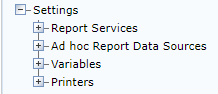 Settings
Report Services
Ad hoc Report Data Sources
Variables
Printers